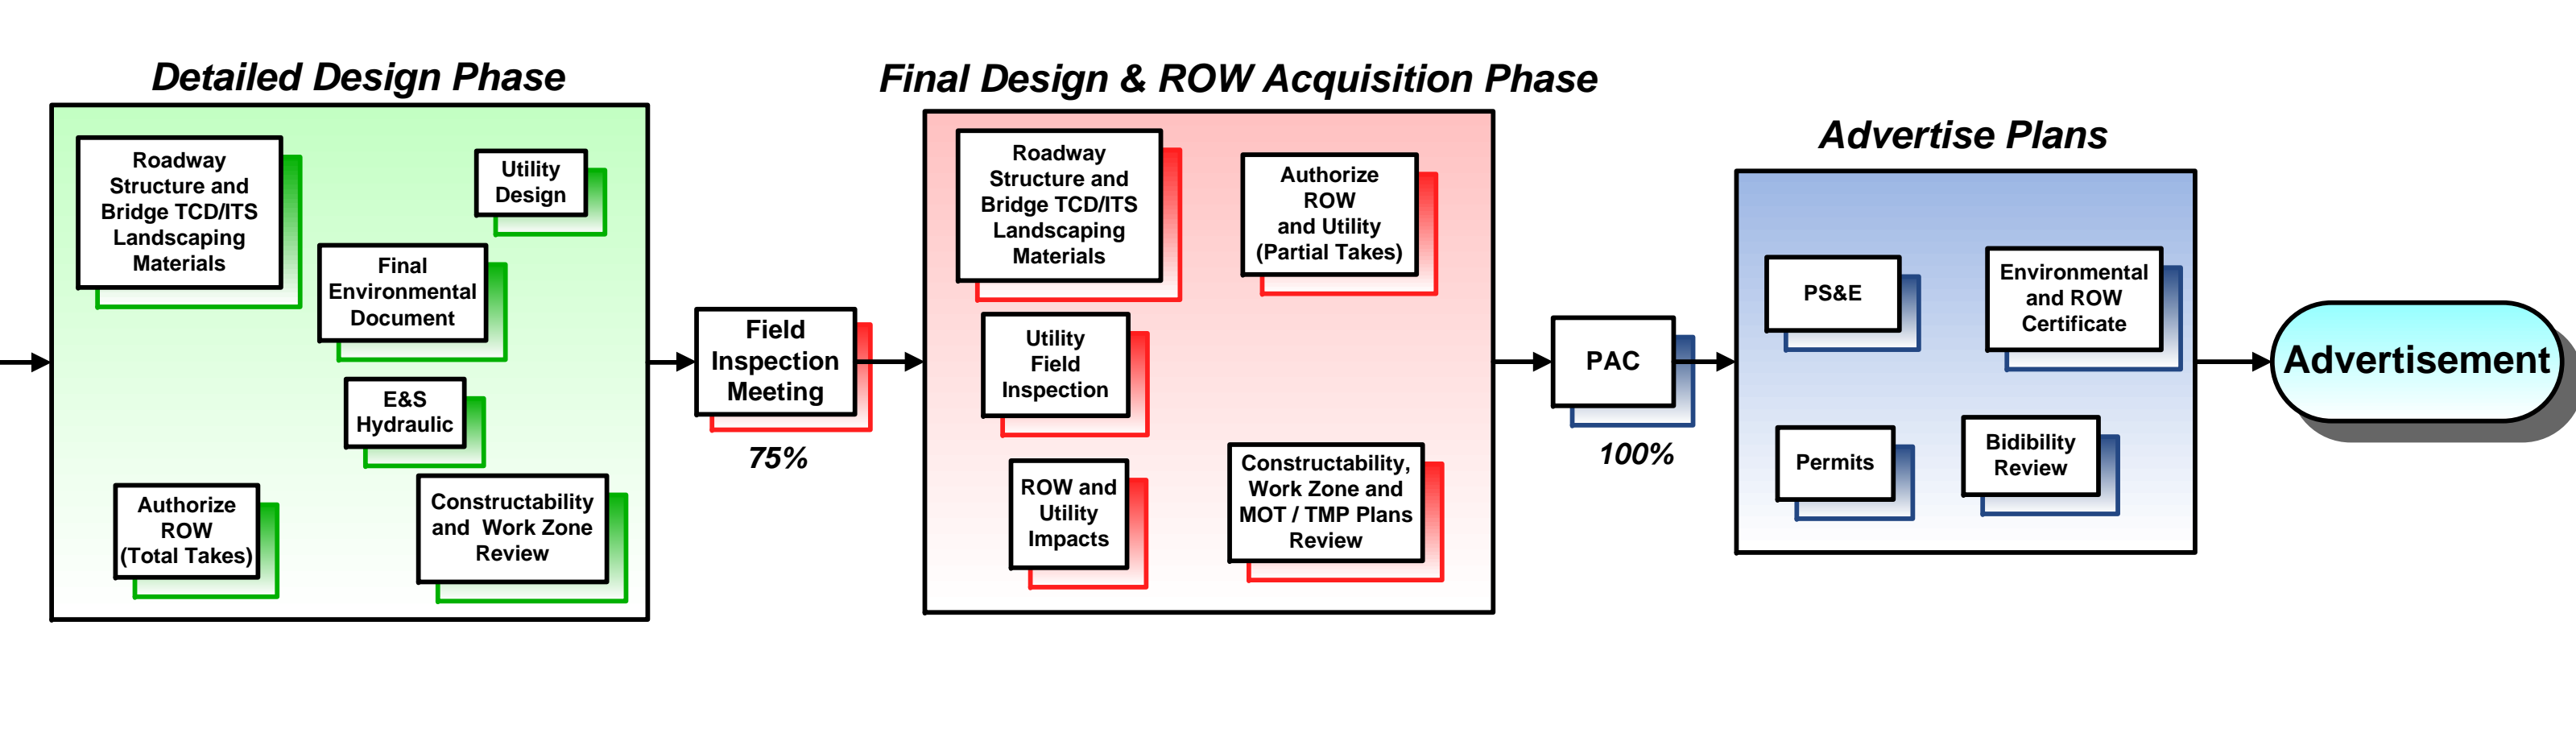 Detailed Design Phase
Roadway
Structure and
Bridge TCD/ITS
Landscaping
Materials
Utility
Design
Final
Environmental
Document
E&S
Hydraulic
Authorize
ROW
(Total Takes)
Constructability
and Work Zone
Review
Field
Inspection
Meeting
75%
Final Design & ROW Acquisition Phase
Roadway
Structure and
Bridge TCD/ITS
Landscaping
Materials
Authorize
ROW
and Utility
(Partial Takes)
Utility
Field
Inspection
ROW and
Utility
Impacts
Constructability,
Work Zone and
MOT / TMP Plans
Review
PAC
100%
Advertise Plans
PS&E
Environmental
and ROW
Certificate
Permits
Bidibility
Review
Advertisement